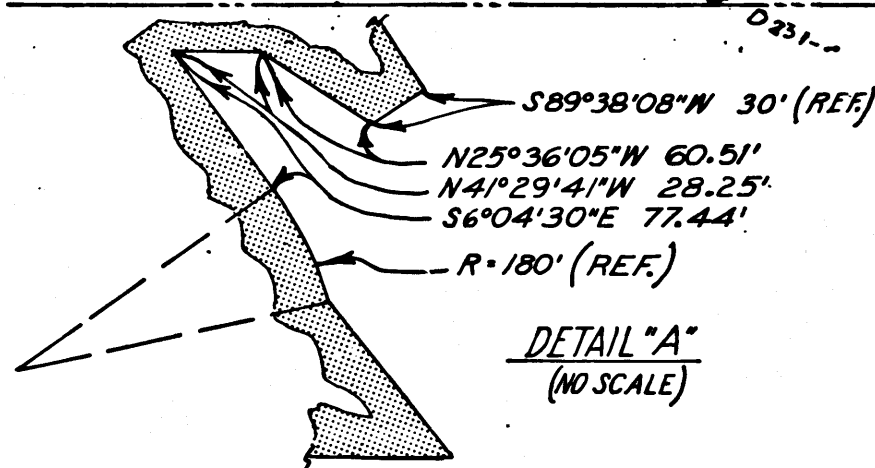 S89°38'08"W 30' (REF.)
N25°36'05"W 60.51'
N41°29'41"W 28.25'
S6°04'30"E 77.44'
R=180' (REF.)
DETAIL "A"
(NO SCALE)